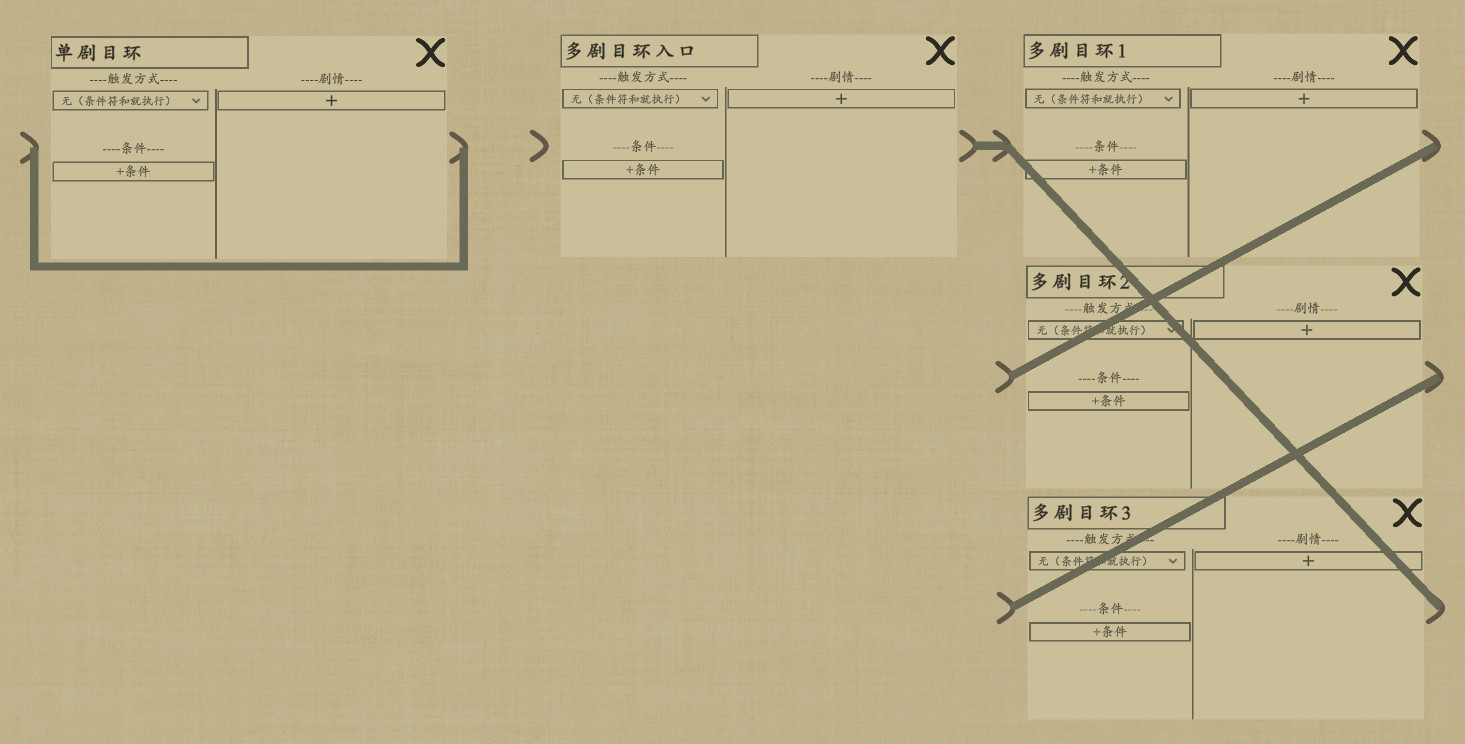 单剧目环
----触发方式----
----剧情----
无（条件符和就执行）
+
----条件----
+条件
多剧目环入口
----触发方式----
----剧情----
无（条件符和就执行）
+
----条件----
+条件
多剧目环1
----触发方式----
----剧情----
无（条件符和就执行）
+
----条件----
+条件
多剧目环2
----触发方式----
----剧情----
无（条件符和就执行）
+
----条件----
+条件
多剧目环3
----触发方式----
----剧情----
无（条件符和就执行）
+
----条件----
+条件